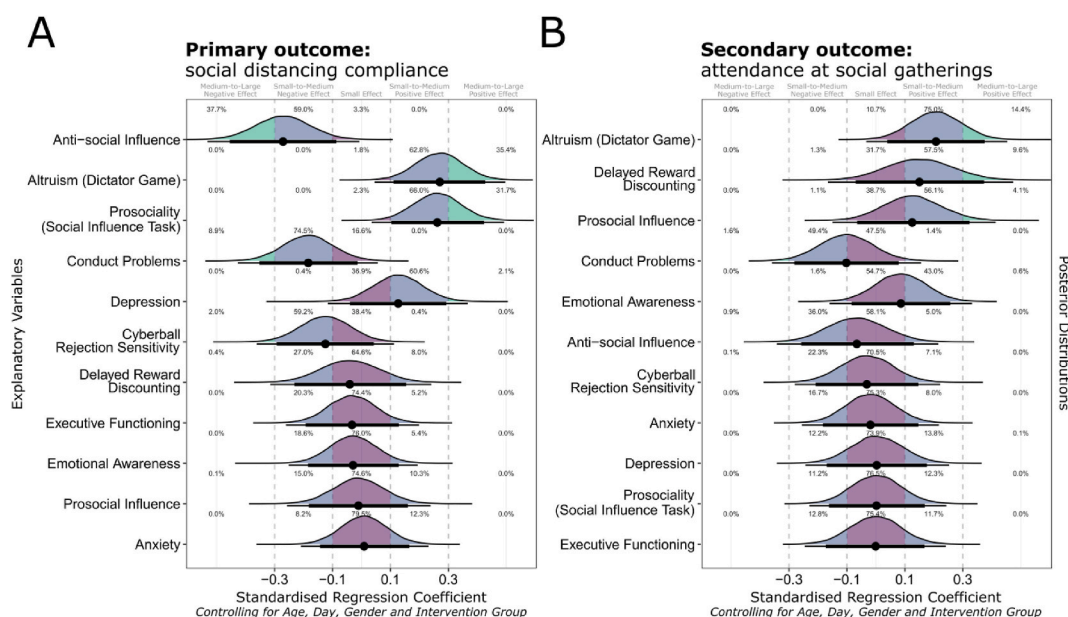 A
Primary outcome:
social distancing compliance
Medium-to-Large Negative Effect
Small-to-Medium Negative Effect
Small Effect
Small-to-Medium Positive Effect
Medium-to-Large Positive Effect
Explanatory Variables
37.7% 59.0% 3.3% 0.0% 0.0%
Anti-social Influence
0.0% 0.0% 1.8% 62.8% 35.4%
Altruism (Dictator Game)
0.0% 0.0% 2.3% 66.0% 31.7%
Prosociality
(Social Influence Task)
8.9% 74.5% 16.6% 0.0% 0.0%
Conduct Problems
0.0% 0.4% 36.9% 60.6% 2.1%
Depression
2.0% 59.2% 38.4% 0.4% 0.0%
Cyberball
Rejection Sensitivity
0.4% 27.0% 64.6% 8.0% 0.0%
Delayed Reward
Discounting
0.0% 20.3% 74.4% 5.2% 0.0%
Executive Functioning
0.0% 18.6% 76.0% 5.4% 0.0%
Emotional Awareness
0.1% 15.0% 74.6% 10.3% 0.0%
Prosocial Influence
0.0% 8.2% 79.5% 12.3% 0.0%
Anxiety
−0.3 −0.1 0.1 0.3
Standardised Regression Coefficient
Controlling for Age, Day, Gender and Intervention Group
B
Secondary outcome:
attendance at social gatherings
Medium-to-Large Negative Effect
Small-to-Medium Negative Effect
Small Effect
Small-to-Medium Positive Effect
Medium-to-Large Positive Effect
0.0% 0.0% 10.7% 75.0% 14.4%
Altruism (Dictator Game)
0.0% 1.3% 31.7% 57.5% 9.6%
Delayed Reward
Discounting
0.0% 1.1% 38.7% 56.1% 4.1%
Prosocial Influence
1.6% 49.4% 47.5% 1.4% 0.0%
Conduct Problems
0.0% 1.6% 54.7% 43.0% 0.6%
Emotional Awareness
0.9% 36.0% 58.1% 5.0% 0.0%
Anti-social Influence
0.1% 22.3% 70.5% 7.1% 0.0%
Cyberball
Rejection Sensitivity
0.0% 16.7% 75.3% 8.0% 0.0%
Anxiety
0.0% 12.2% 73.9% 13.8% 0.1%
Depression
0.0% 11.2% 76.5% 12.3% 0.0%
Prosociality
(Social Influence Task)
0.0% 12.8% 75.4% 11.7% 0.0%
Executive Functioning
−0.3 −0.1 0.1 0.3
Standardised Regression Coefficient
Controlling for Age, Day, Gender and Intervention Group
Posterior Distributions